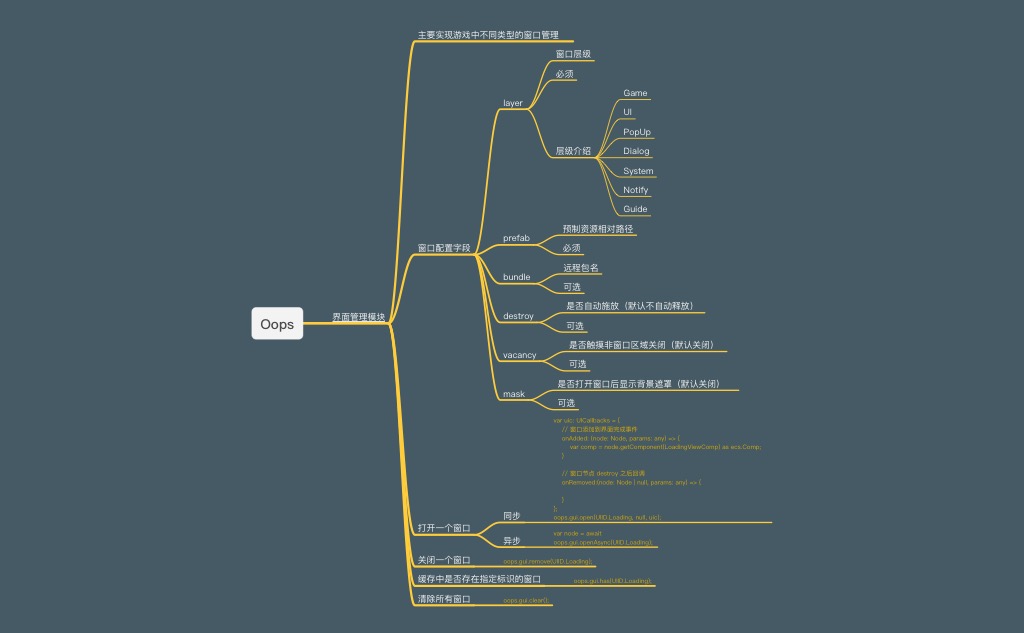 主要实现游戏中不同类型的窗口管理
窗口层级
必须
layer
Game
UI
PopUp
层级介绍
Dialog
System
Notify
Guide
预制资源相对路径
prefab
窗口配置字段
必须
远程包名
bundle
可选
是否自动施放（默认不自动释放）
destroy
可选
Oops
界面管理模块
是否触摸非窗口区域关闭（默认关闭）
vacancy
可选
是否打开窗口后显示背景遮罩（默认关闭）
mask
可选
var uic: UICallbacks = {
// 窗口添加到界面完成事件
onAdded: (node: Node, params: any) => {
var comp = node.getComponent(LoadingViewComp) as ecs.Comp;
}
// 窗口节点 destroy 之后回调
onRemoved:(node: Node | null, params: any) => {
}
};
oops.gui.open(UIID.Loading, null, uic);
同步
打开一个窗口
var node = await
oops.gui.openAsync(UIID.Loading);
异步
关闭一个窗口
oops.gui.remove(UIID.Loading);
缓存中是否存在指定标识的窗口
oops.gui.has(UIID.Loading);
清除所有窗口
oops.gui.clear();